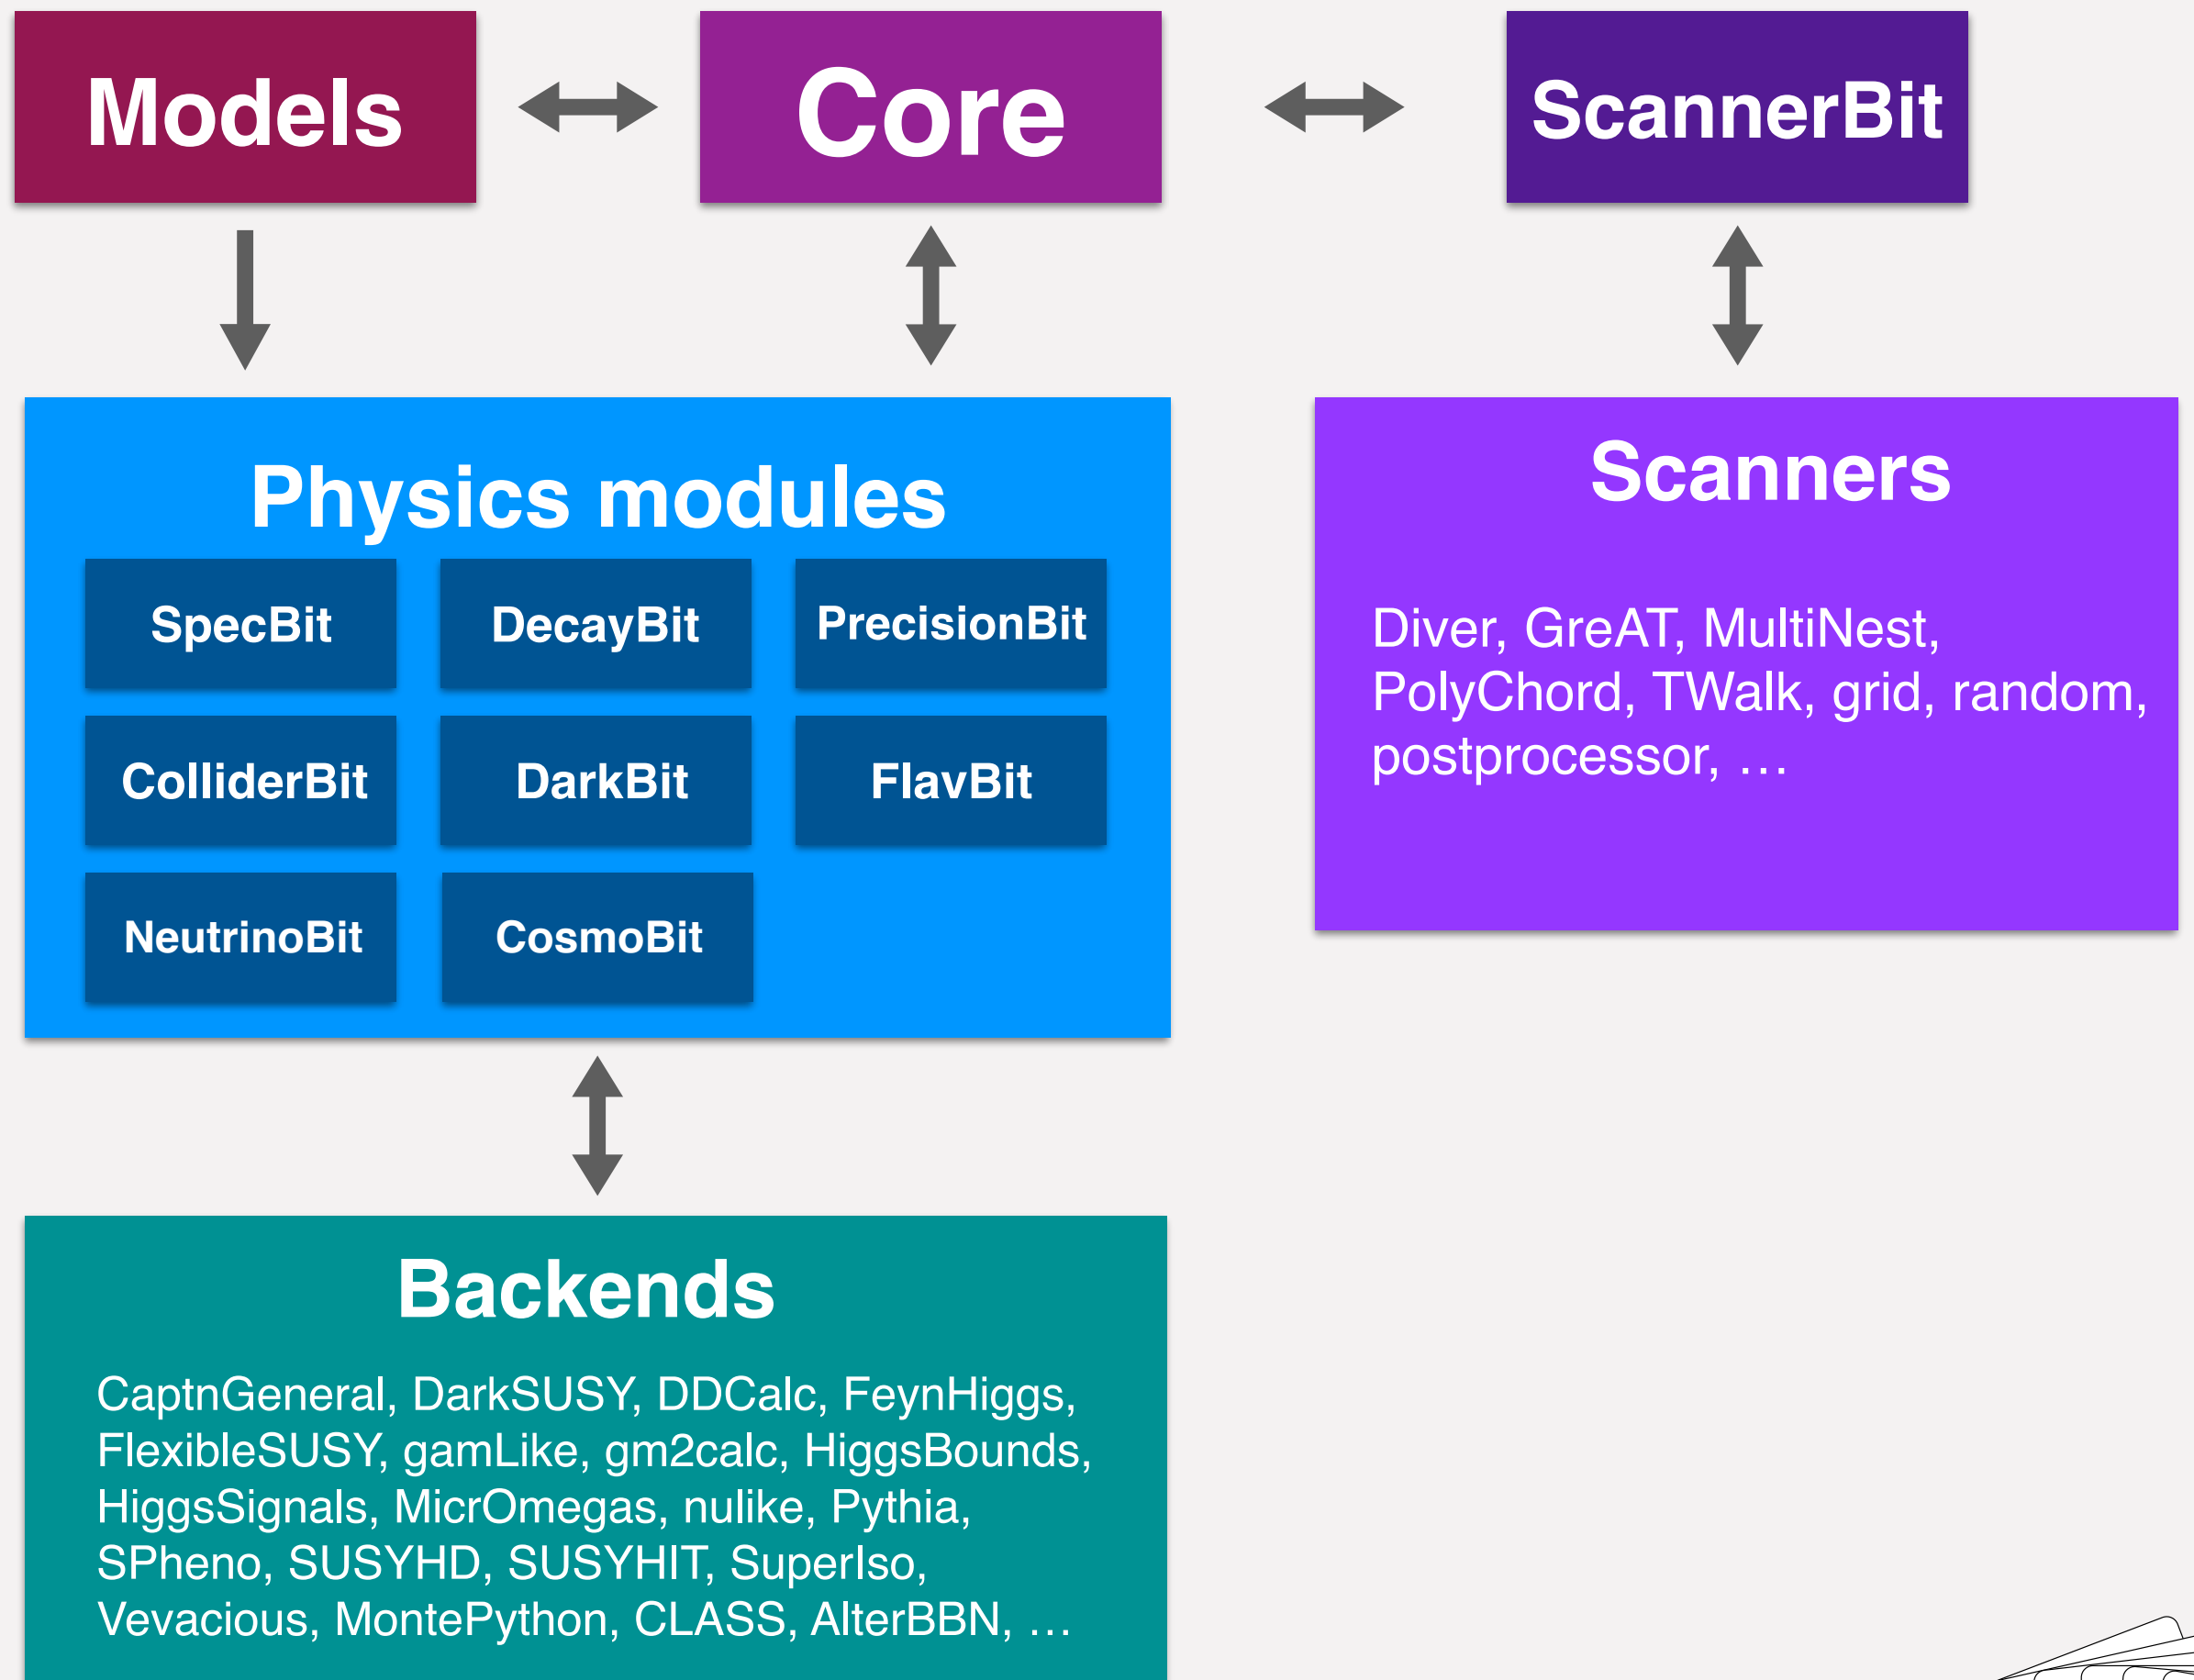 Models
Core
ScannerBit
Physics modules
SpecBit
DecayBit
PrecisionBit
ColliderBit
DarkBit
FlavBit
NeutrinoBit
CosmoBit
Scanners
Diver, GreAT, MultiNest,
PolyChord, TWalk, grid, random,
postprocessor, …
Backends
CaptnGeneral, DarkSUSY, DDCalc, FeynHiggs,
FlexibleSUSY, gamLike, gm2calc, HiggsBounds,
HiggsSignals, MicrOmegas, nulike, Pythia,
SPheno, SUSYHD, SUSYHIT, SuperIso,
Vevacious, MontePython, CLASS, AlterBBN, …